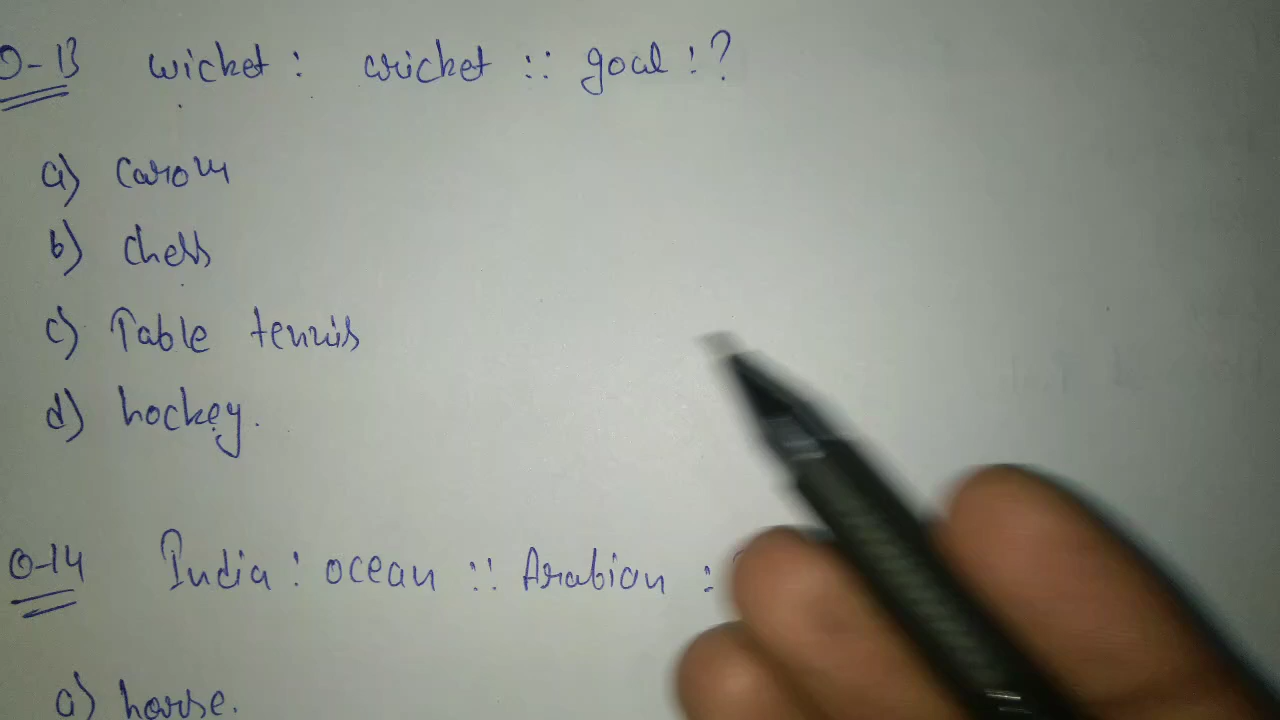 Q-13 wicket : cricket :: goal : ?
a) Carom
b) Chess
c) Table tennis
d) hockey.
Q-14 India : ocean :: Arabian :
a) horse.